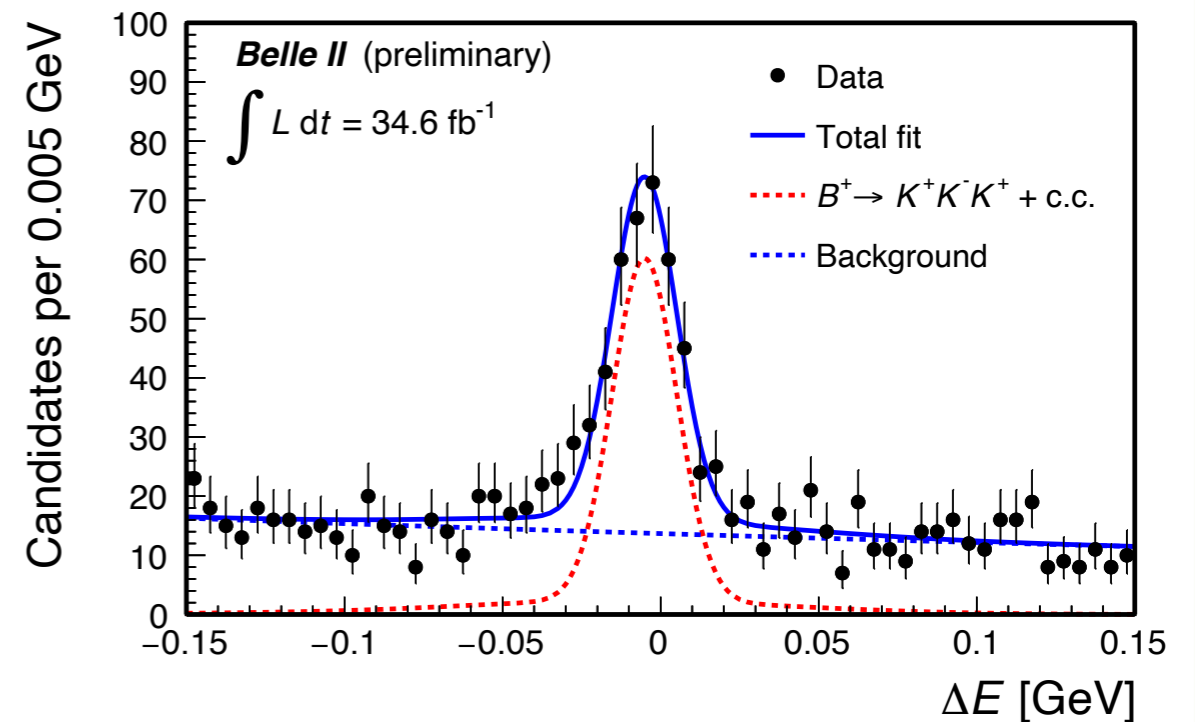 Candidates per 0.005 GeV
100
90
80
70
60
50
40
30
20
10
0
Belle II (preliminary)
∫ L dt = 34.6 fb⁻¹
Data
Total fit
B⁺→ K⁺K⁻K⁺ + c.c.
Background
−0.15 −0.1 −0.05 0 0.05 0.1 0.15
ΔE [GeV]